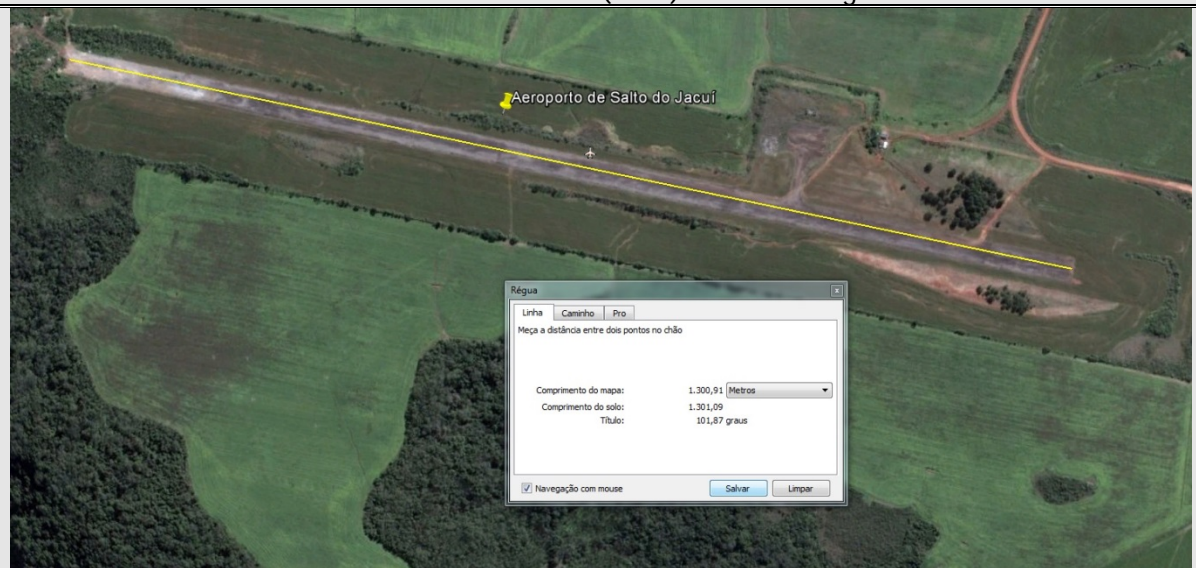 Aeroporto de Salto do Jacuí
Régua
Linha Caminho Pro
Meça a distância entre dois pontos no chão
Comprimento do mapa: 1.300,91 Metros
Comprimento do solo: 1.301,09
Título: 101,87 graus
Navegação com mouse Salvar Limpar